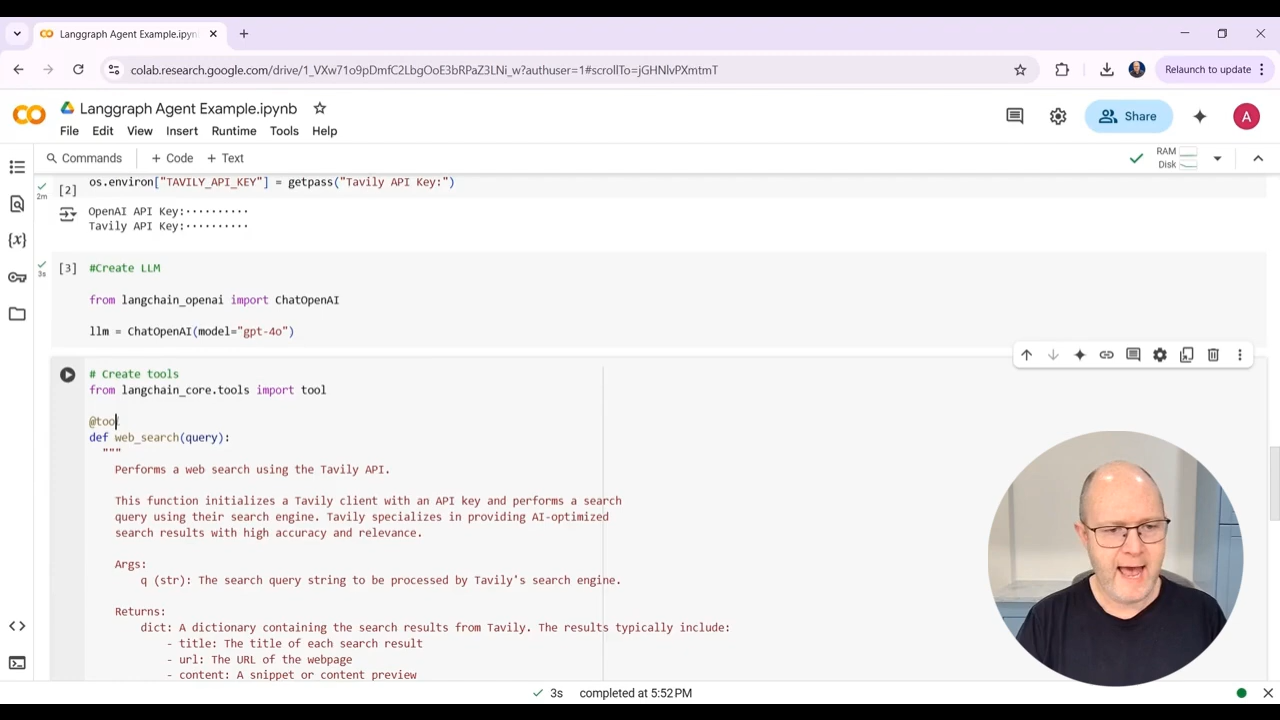 Langgraph Agent Example.ipyn
colab.research.google.com/drive/1_VXw71o9pDmfC2LbgOoE3bRPaZ3LNi_w?authuser=1#scrollTo=jGHNlvPXmtmT
Relaunch to update
Langgraph Agent Example.ipynb
File Edit View Insert Runtime Tools Help
Share
A
Commands + Code + Text
RAM
Disk
2m
[2]
os.environ["TAVILY_API_KEY"] = getpass("Tavily API Key:")
OpenAI API Key:··········
Tavily API Key:··········
3s
[3]
#Create LLM
from langchain_openai import ChatOpenAI
llm = ChatOpenAI(model="gpt-4o")
# Create tools
from langchain_core.tools import tool
@too
def web_search(query):
"""
Performs a web search using the Tavily API.
This function initializes a Tavily client with an API key and performs a search
query using their search engine. Tavily specializes in providing AI-optimized
search results with high accuracy and relevance.
Args:
q (str): The search query string to be processed by Tavily's search engine.
Returns:
dict: A dictionary containing the search results from Tavily. The results typically include:
- title: The title of each search result
- url: The URL of the webpage
- content: A snippet or content preview
3s completed at 5:52 PM